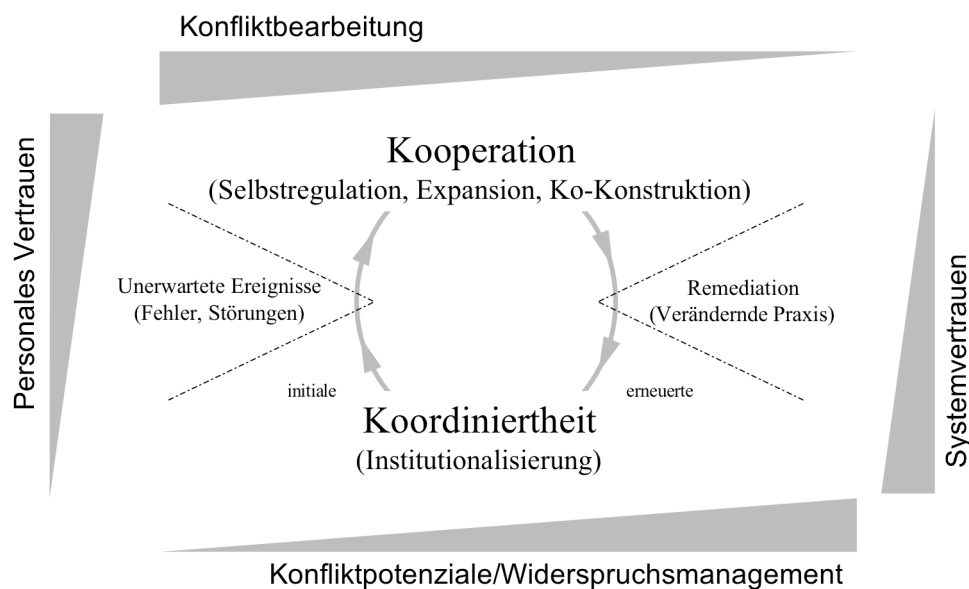 Konfliktbearbeitung
Personales Vertrauen
Kooperation
(Selbstregulation, Expansion, Ko-Konstruktion)
Unerwartete Ereignisse
(Fehler, Störungen)
Remediation
(Verändernde Praxis)
initiale
erneuerte
Koordiniertheit
(Institutionalisierung)
Systemvertrauen
Konfliktpotenziale/Widerspruchsmanagement